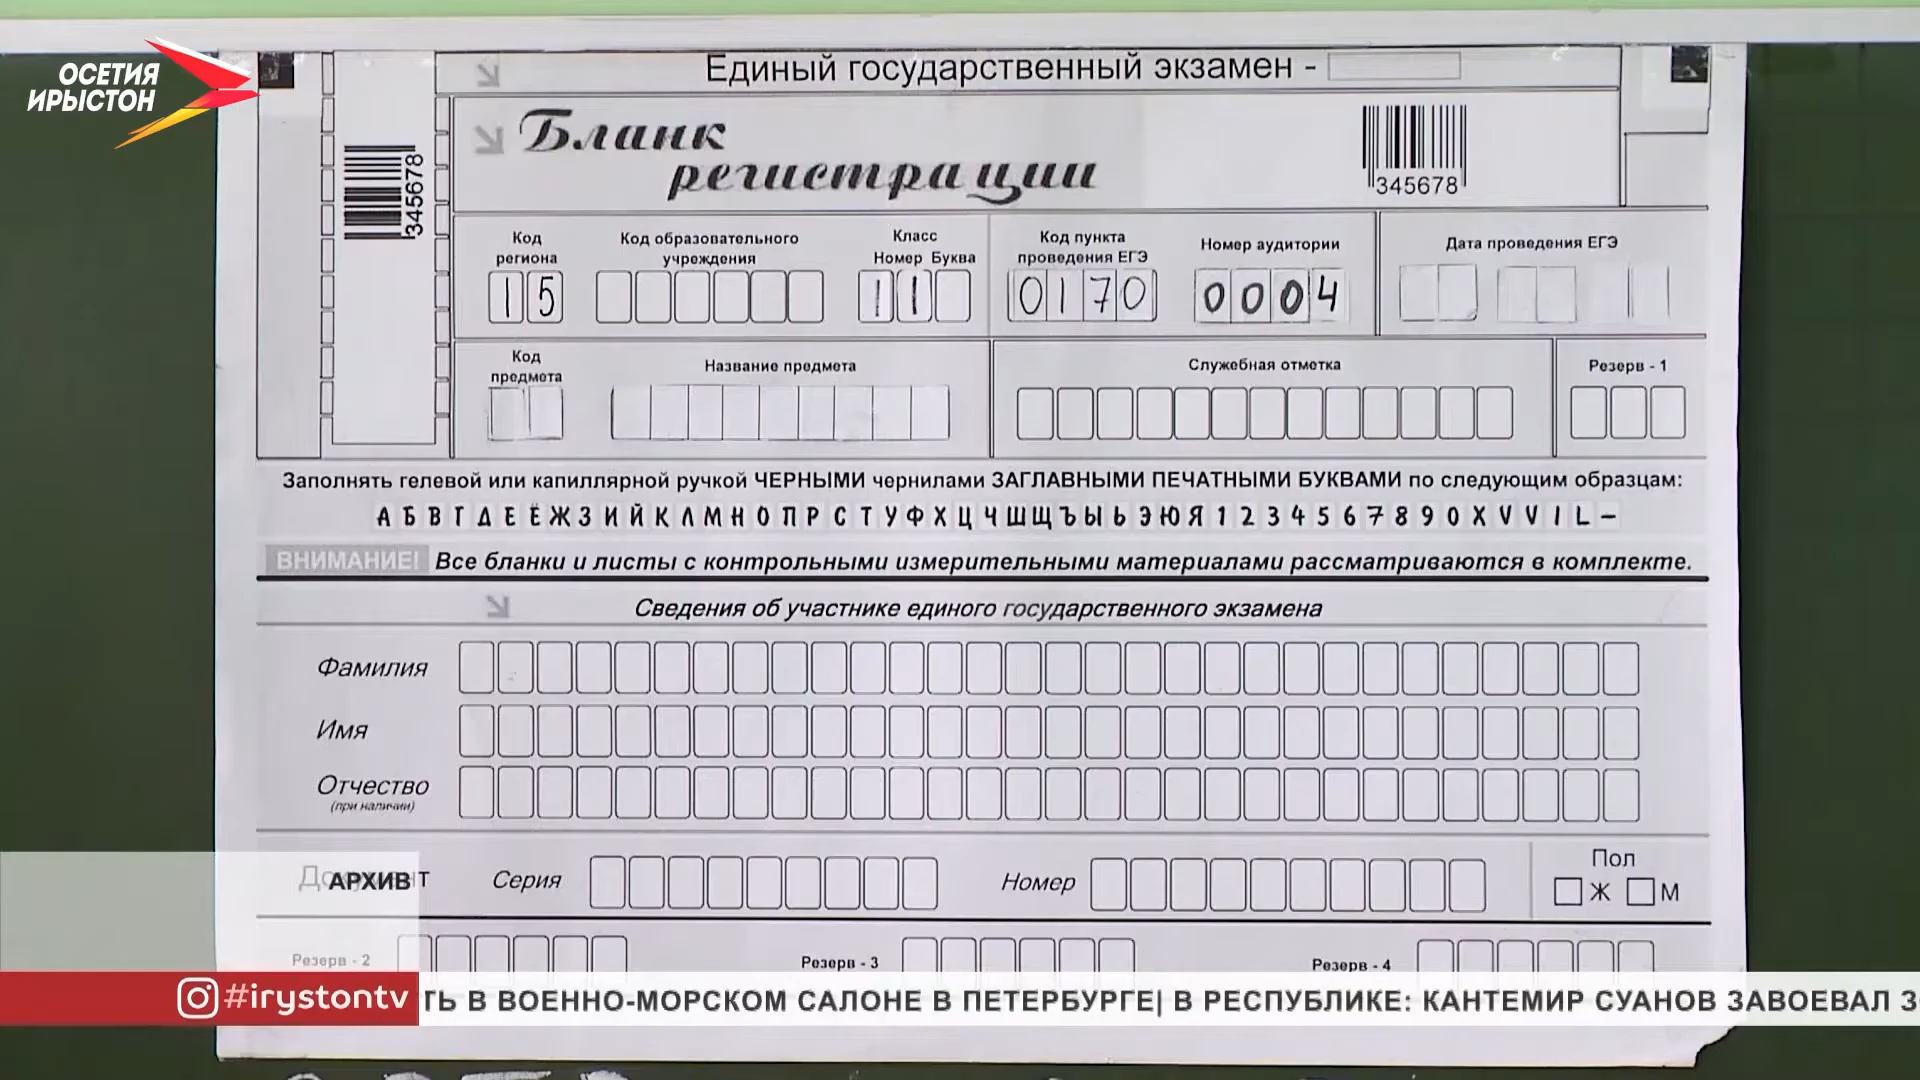 ОСЕТИЯ
ИРЫСТОН
Единый государственный экзамен -
Бланк
регистрации
345678
345678
Код региона
Код образовательного учреждения
Класс
Номер Буква
Код пункта проведения ЕГЭ
Номер аудитории
Дата проведения ЕГЭ
15
11
0170
0004
Код предмета
Название предмета
Служебная отметка
Резерв - 1
Заполнять гелевой или капиллярной ручкой ЧЕРНЫМИ чернилами ЗАГЛАВНЫМИ ПЕЧАТНЫМИ БУКВАМИ по следующим образцам:
А Б В Г Д Е Ё Ж З И Й К Л М Н О П Р С Т У Ф Х Ц Ч Ш Щ Ъ Ы Ь Э Ю Я 1 2 3 4 5 6 7 8 9 0 X V V I L –
ВНИМАНИЕ! Все бланки и листы с контрольными измерительными материалами рассматриваются в комплекте.
Сведения об участнике единого государственного экзамена
Фамилия
Имя
Отчество
(при наличии)
АРХИВ
Серия
Номер
Пол
Ж М
Резерв - 2
Резерв - 3
Резерв - 4
#irystontv
ТЬ В ВОЕННО-МОРСКОМ САЛОНЕ В ПЕТЕРБУРГЕ| В РЕСПУБЛИКЕ: КАНТЕМИР СУАНОВ ЗАВОЕВАЛ З